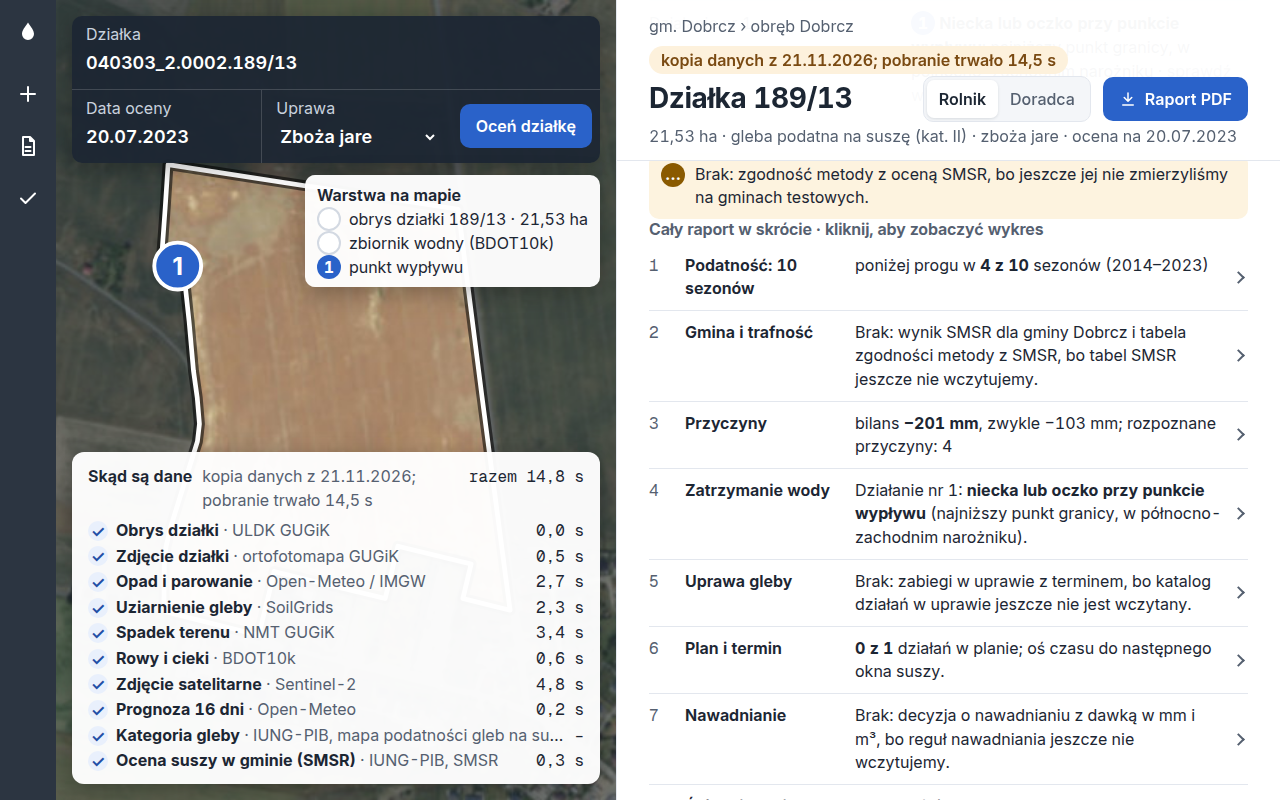 Działka
040303_2.0002.189/13
Data oceny
20.07.2023
Uprawa
Zboża jare
Oceń działkę
Warstwa na mapie
obrys działki 189/13 · 21,53 ha
zbiornik wodny (BDOT10k)
1 punkt wypływu
1
Skąd są dane kopia danych z 21.11.2026; razem 14,8 s
pobranie trwało 14,5 s
Obrys działki · ULDK GUGiK 0,0 s
Zdjęcie działki · ortofotomapa GUGiK 0,5 s
Opad i parowanie · Open-Meteo / IMGW 2,7 s
Uziarnienie gleby · SoilGrids 2,3 s
Spadek terenu · NMT GUGiK 3,4 s
Rowy i cieki · BDOT10k 0,6 s
Zdjęcie satelitarne · Sentinel-2 4,8 s
Prognoza 16 dni · Open-Meteo 0,2 s
Kategoria gleby · IUNG-PIB, mapa podatności gleb na su... –
Ocena suszy w gminie (SMSR) · IUNG-PIB, SMSR 0,3 s
gm. Dobrcz › obręb Dobrcz
1 Niecka lub oczko przy punkcie
punkt granicy, w
kopia danych z 21.11.2026; pobranie trwało 14,5 s
Działka 189/13
Rolnik Doradca
Raport PDF
21,53 ha · gleba podatna na suszę (kat. II) · zboża jare · ocena na 20.07.2023
... Brak: zgodność metody z oceną SMSR, bo jeszcze jej nie zmierzyliśmy
na gminach testowych.
Cały raport w skrócie · kliknij, aby zobaczyć wykres
1 Podatność: 10 poniżej progu w 4 z 10 sezonów (2014–2023)
sezonów
2 Gmina i trafność Brak: wynik SMSR dla gminy Dobrcz i tabela
zgodności metody z SMSR, bo tabel SMSR
jeszcze nie wczytujemy.
3 Przyczyny bilans −201 mm, zwykle −103 mm; rozpoznane
przyczyny: 4
4 Zatrzymanie wody Działanie nr 1: niecka lub oczko przy punkcie
wypływu (najniższy punkt granicy, w północno-
zachodnim narożniku).
5 Uprawa gleby Brak: zabiegi w uprawie z terminem, bo katalog
działań w uprawie jeszcze nie jest wczytany.
6 Plan i termin 0 z 1 działań w planie; oś czasu do następnego
okna suszy.
7 Nawadnianie Brak: decyzja o nawadnianiu z dawką w mm i
m³, bo reguł nawadniania jeszcze nie
wczytujemy.